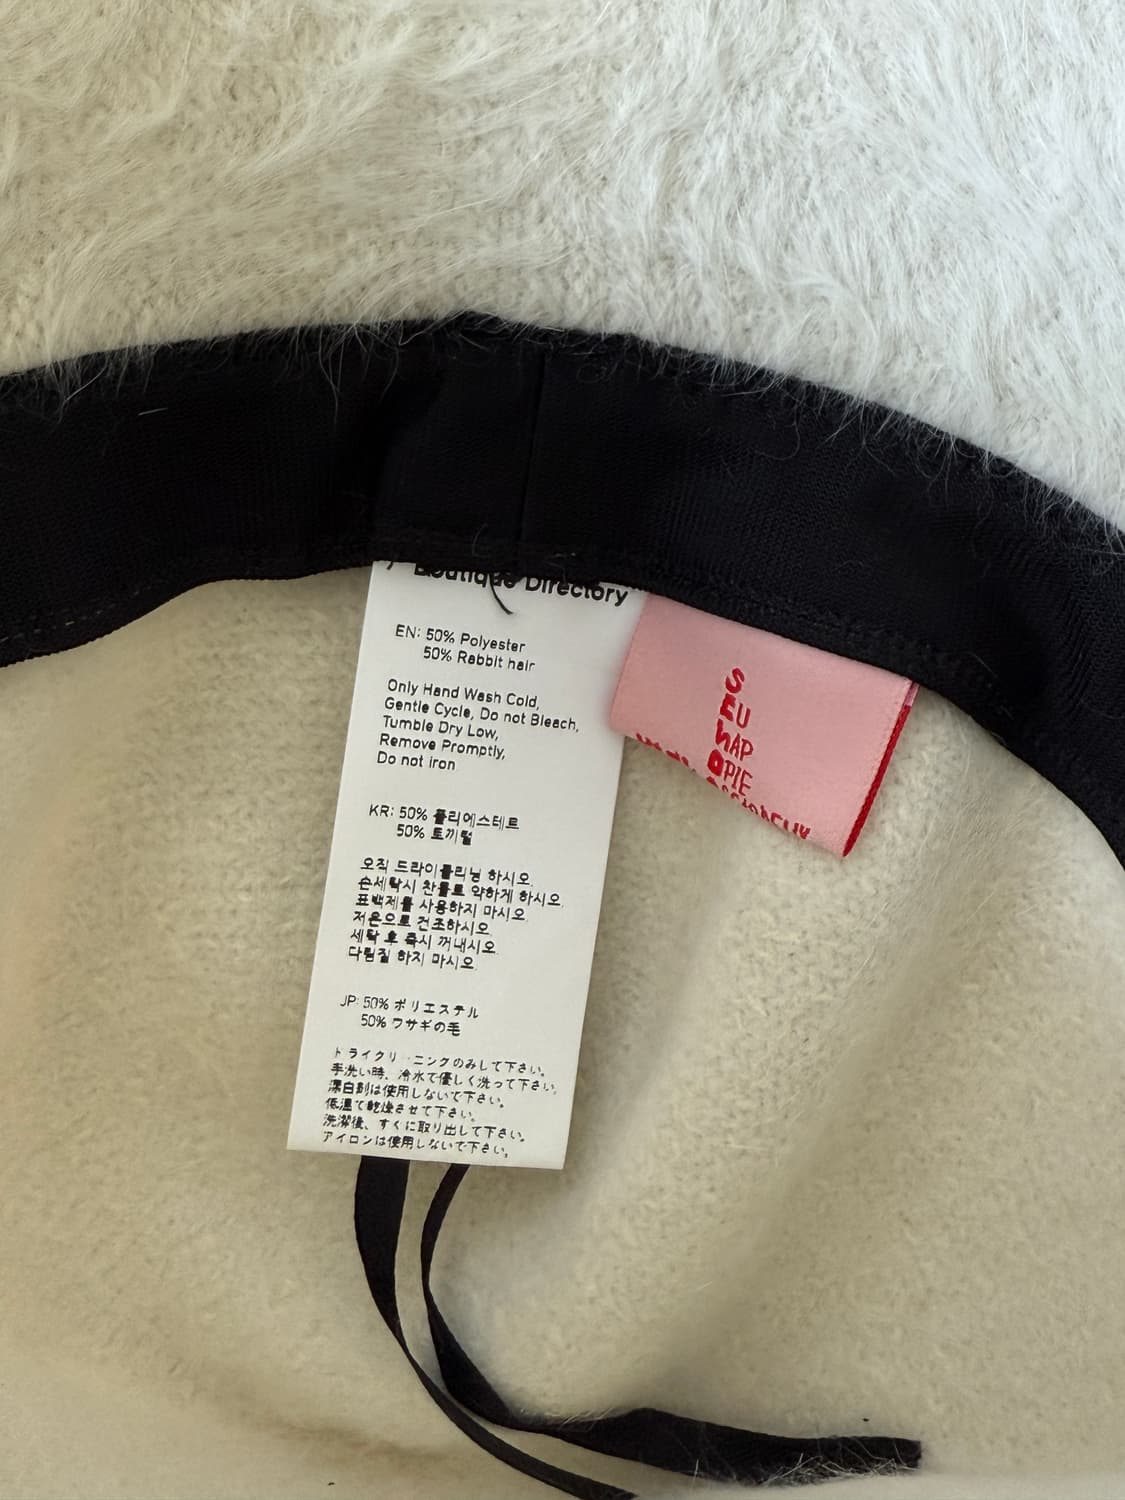 Boutique Directory
EN: 50% Polyester
50% Rabbit hair
Only Hand Wash Cold,
Gentle Cycle, Do not Bleach,
Tumble Dry Low,
Remove Promptly,
Do not iron
KR: 50% 폴리에스테르
50% 토끼털
오직 드라이클리닝 하시오.
손세탁시 찬물로 약하게 하시오.
표백제를 사용하지 마시오.
저온으로 건조하시오.
세탁 후 즉시 꺼내시오.
다림질 하지 마시오.
JP: 50% ポリエステル
50% ウサギの毛
ドライクリーニングのみして下さい。
手洗い時、冷水で優しく洗って下さい。
漂白剤は使用しないで下さい。
低温で乾燥させて下さい。
洗濯後、すぐに取り出して下さい。
アイロンは使用しないで下さい。
S
EU
hAP
OPIE